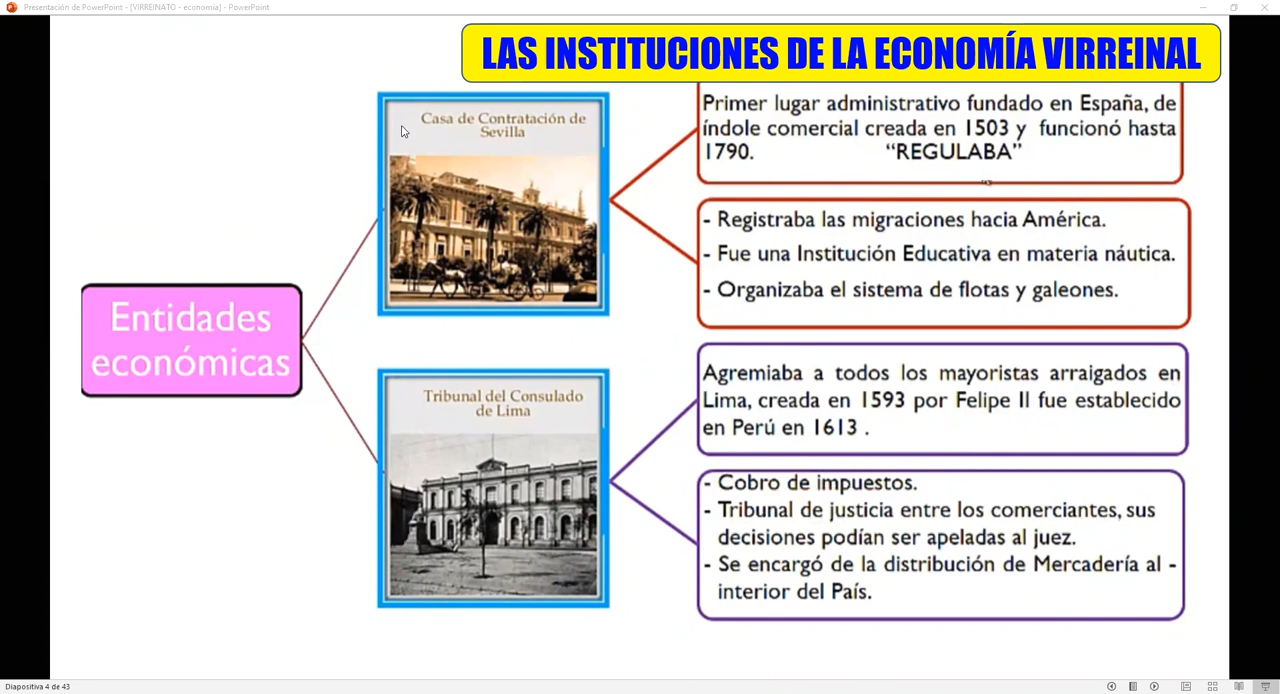 Presentación de PowerPoint - [VIRREINATO - economia] - PowerPoint
LAS INSTITUCIONES DE LA ECONOMÍA VIRREINAL
Entidades
económicas
Casa de Contratación de
Sevilla
Primer lugar administrativo fundado en España, de
índole comercial creada en 1503 y funcionó hasta
1790. “REGULABA”
- Registraba las migraciones hacia América.
- Fue una Institución Educativa en materia náutica.
- Organizaba el sistema de flotas y galeones.
Tribunal del Consulado
de Lima
Agremiaba a todos los mayoristas arraigados en
Lima, creada en 1593 por Felipe II fue establecido
en Perú en 1613 .
- Cobro de impuestos.
- Tribunal de justicia entre los comerciantes, sus
decisiones podían ser apeladas al juez.
- Se encargó de la distribución de Mercadería al -
interior del País.
Diapositiva 4 de 43